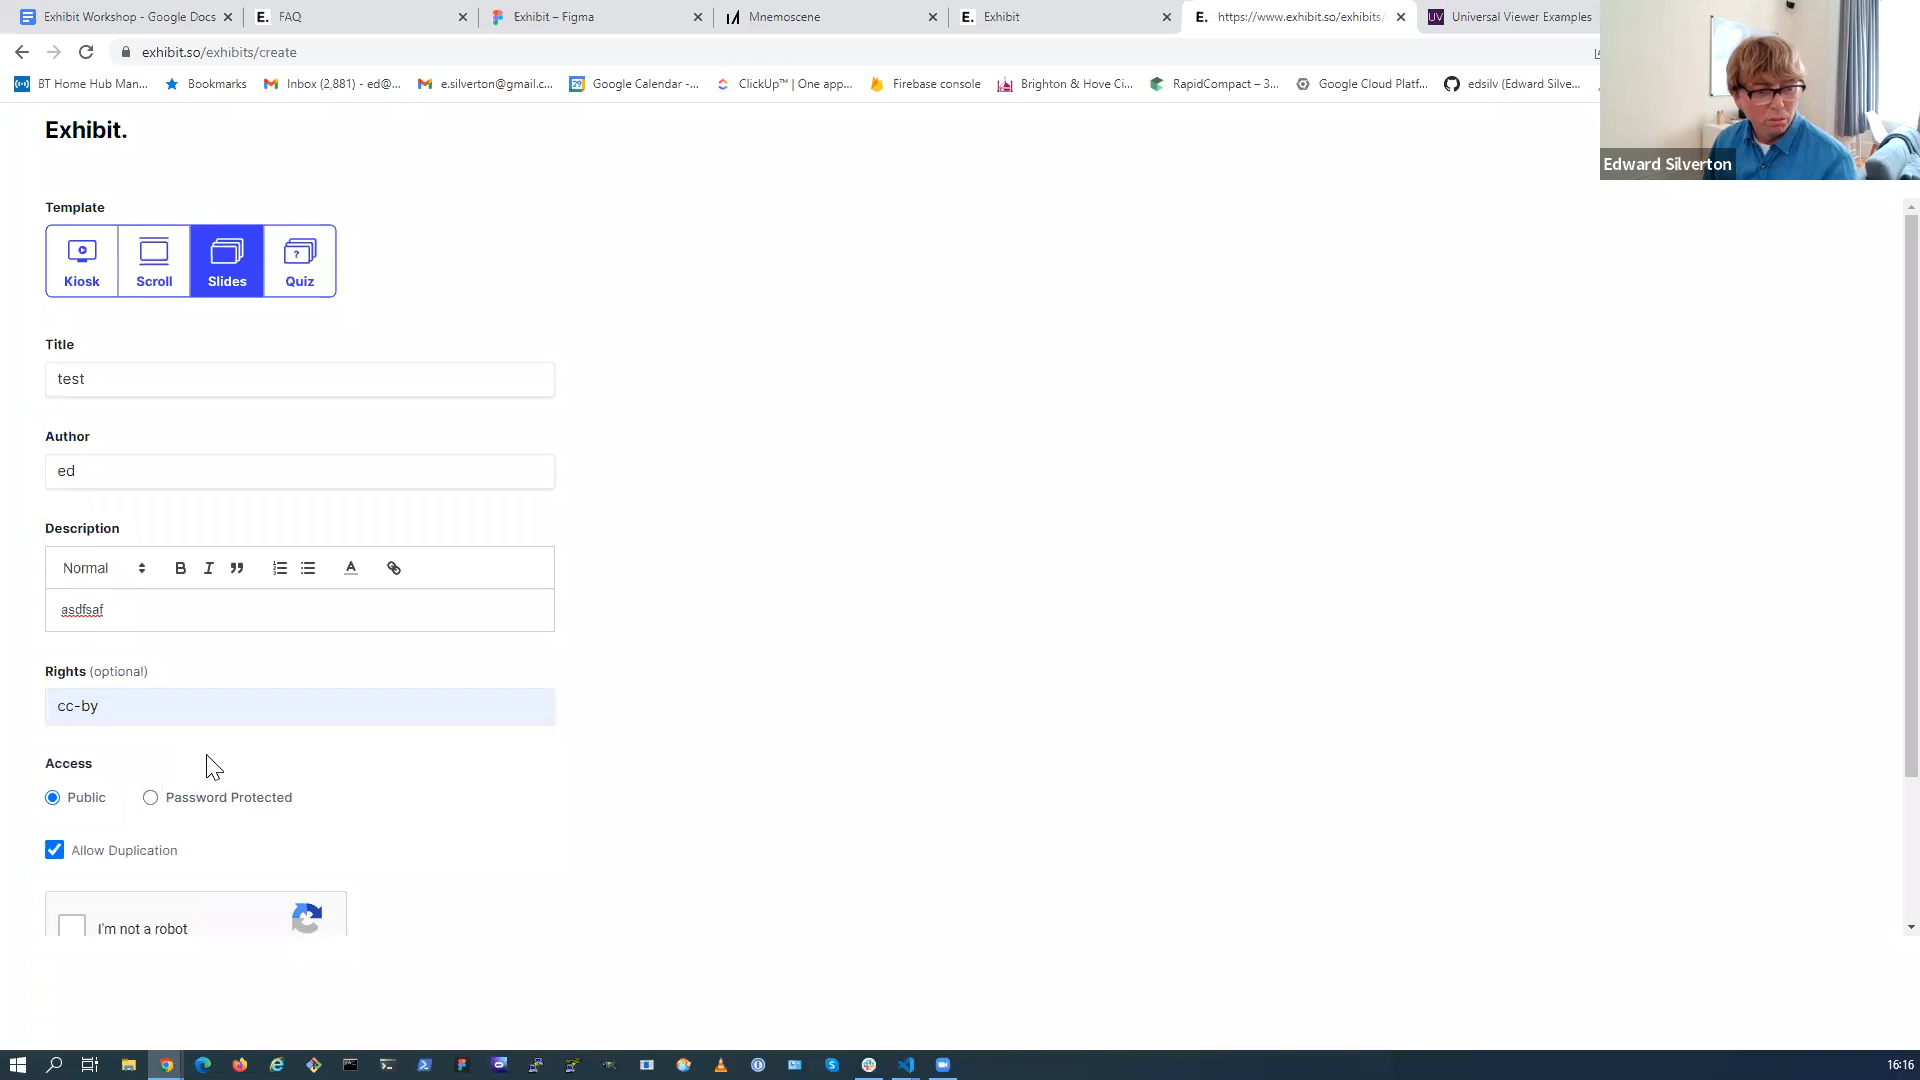 Exhibit Workshop - Google Docs
E. FAQ
Exhibit – Figma
Mnemoscene
E. Exhibit
E. https://www.exhibit.so/exhibits/
UV Universal Viewer Examples
exhibit.so/exhibits/create
BT Home Hub Man...
Bookmarks
Inbox (2,881) - ed@...
e.silverton@gmail.c...
Google Calendar -...
ClickUp™ | One app...
Firebase console
Brighton & Hove Ci...
RapidCompact – 3...
Google Cloud Platf...
edsilv (Edward Silve...
Edward Silverton
Exhibit.
Template
Kiosk
Scroll
Slides
Quiz
Title
test
Author
ed
Description
Normal
asdfsaf
Rights (optional)
cc-by
Access
Public
Password Protected
Allow Duplication
I'm not a robot
16:16